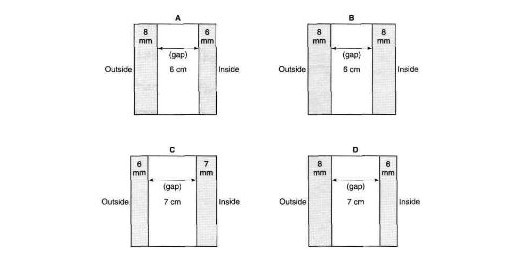 A
8 mm
6 mm
(gap)
Outside
6 cm
Inside
B
8 mm
8 mm
(gap)
Outside
6 cm
Inside
C
6 mm
7 mm
(gap)
Outside
7 cm
Inside
D
8 mm
6 mm
(gap)
Outside
7 cm
Inside